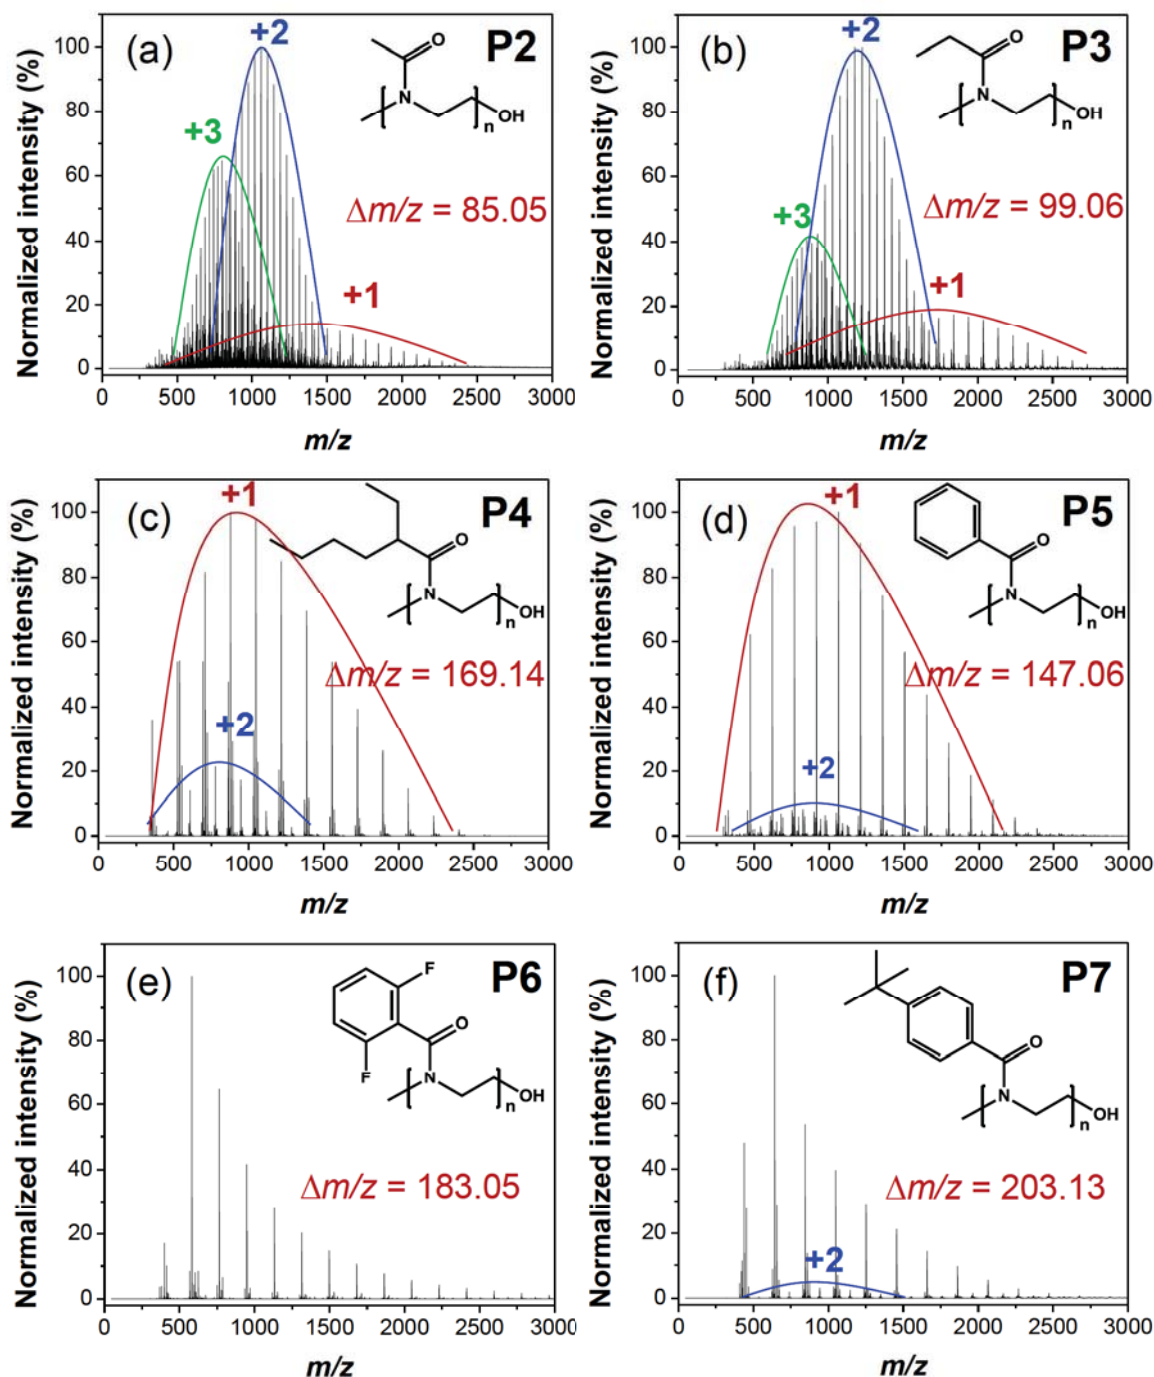 (a)
+2
P2
+3
+1
Δm/z = 85.05
O
N
n
OH
Normalized intensity (%)
100
80
60
40
20
0
0 500 1000 1500 2000 2500 3000
m/z
(b)
+2
P3
+3
+1
Δm/z = 99.06
O
N
n
OH
Normalized intensity (%)
100
80
60
40
20
0
0 500 1000 1500 2000 2500 3000
m/z
(c)
+1
P4
+2
Δm/z = 169.14
O
N
n
OH
Normalized intensity (%)
100
80
60
40
20
0
0 500 1000 1500 2000 2500 3000
m/z
(d)
+1
P5
+2
Δm/z = 147.06
O
N
n
OH
Normalized intensity (%)
100
80
60
40
20
0
0 500 1000 1500 2000 2500 3000
m/z
(e)
P6
F
O
F
N
n
OH
Δm/z = 183.05
Normalized intensity (%)
100
80
60
40
20
0
0 500 1000 1500 2000 2500 3000
m/z
(f)
P7
O
N
n
OH
Δm/z = 203.13
+2
Normalized intensity (%)
100
80
60
40
20
0
0 500 1000 1500 2000 2500 3000
m/z